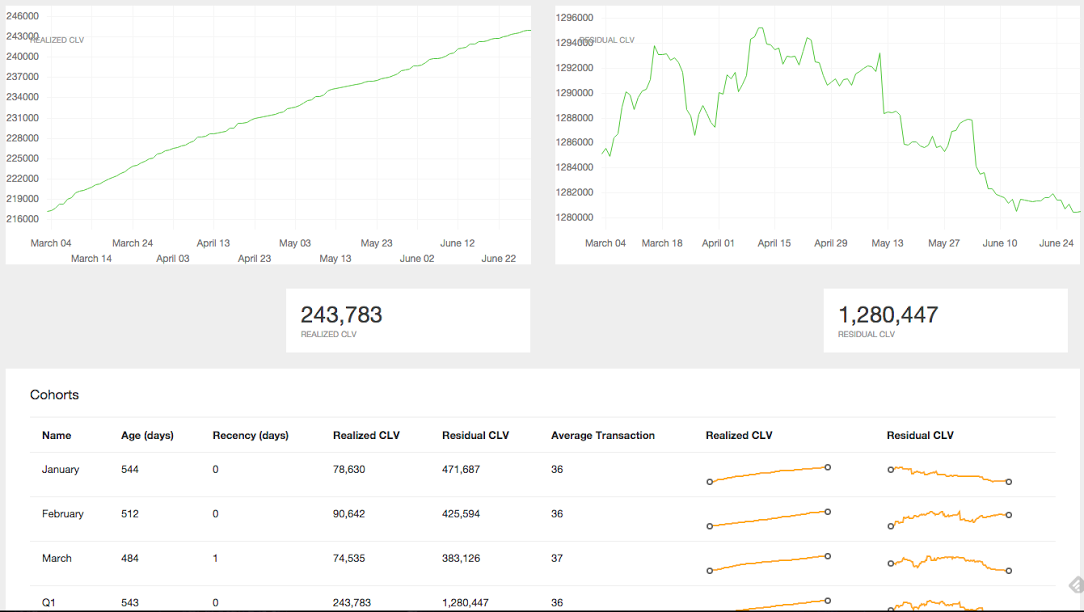 246000
243000
REALIZED CLV
240000
237000
234000
231000
228000
225000
222000
219000
216000
March 04 March 24 April 13 May 03 May 23 June 12
March 14 April 03 April 23 May 13 June 02 June 22
1296000
1294000
RESIDUAL CLV
1292000
1290000
1288000
1286000
1284000
1282000
1280000
March 04 March 18 April 01 April 15 April 29 May 13 May 27 June 10 June 24
243,783
REALIZED CLV
1,280,447
RESIDUAL CLV
Cohorts
Name Age (days) Recency (days) Realized CLV Residual CLV Average Transaction Realized CLV Residual CLV
January 544 0 78,630 471,687 36
February 512 0 90,642 425,594 36
March 484 1 74,535 383,126 37
Q1 543 0 243,783 1,280,447 36